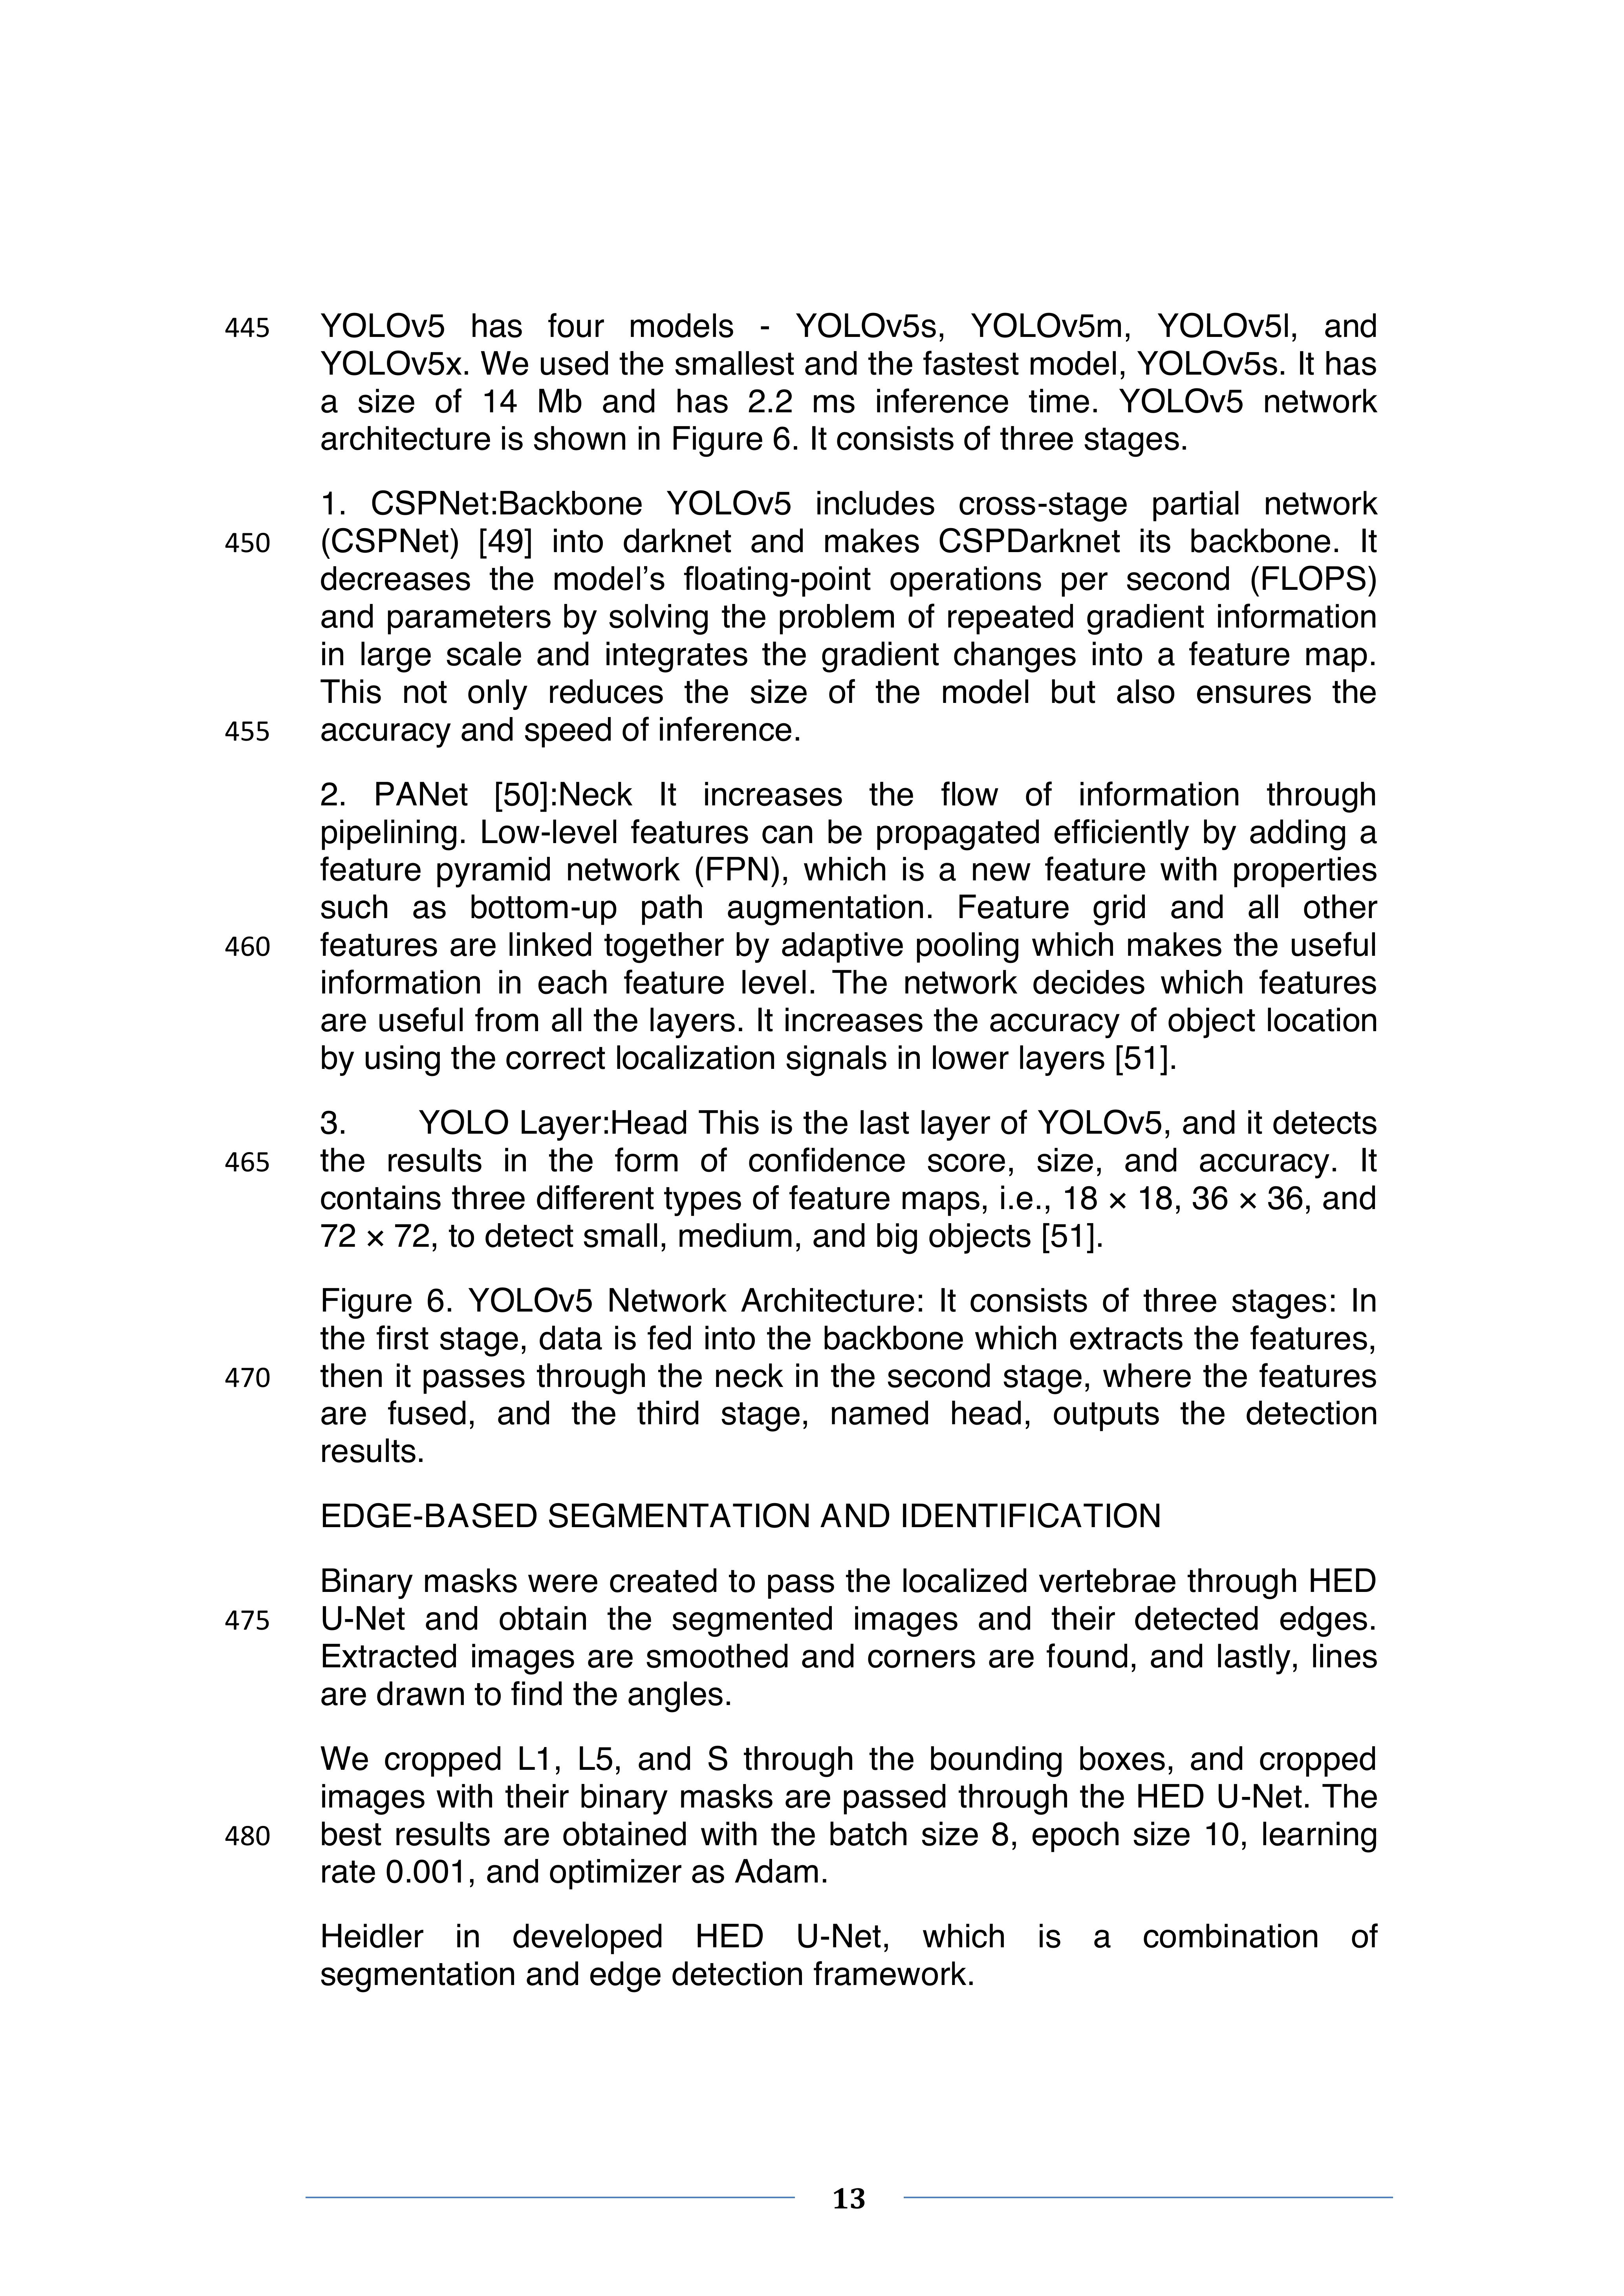 445 YOLOv5 has four models - YOLOv5s, YOLOv5m, YOLOv5l, and
YOLOv5x. We used the smallest and the fastest model, YOLOv5s. It has
a size of 14 Mb and has 2.2 ms inference time. YOLOv5 network
architecture is shown in Figure 6. It consists of three stages.
1. CSPNet:Backbone YOLOv5 includes cross-stage partial network
450 (CSPNet) [49] into darknet and makes CSPDarknet its backbone. It
decreases the model’s floating-point operations per second (FLOPS)
and parameters by solving the problem of repeated gradient information
in large scale and integrates the gradient changes into a feature map.
This not only reduces the size of the model but also ensures the
455 accuracy and speed of inference.
2. PANet [50]:Neck It increases the flow of information through
pipelining. Low-level features can be propagated efficiently by adding a
feature pyramid network (FPN), which is a new feature with properties
such as bottom-up path augmentation. Feature grid and all other
460 features are linked together by adaptive pooling which makes the useful
information in each feature level. The network decides which features
are useful from all the layers. It increases the accuracy of object location
by using the correct localization signals in lower layers [51].
3. YOLO Layer:Head This is the last layer of YOLOv5, and it detects
465 the results in the form of confidence score, size, and accuracy. It
contains three different types of feature maps, i.e., 18 × 18, 36 × 36, and
72 × 72, to detect small, medium, and big objects [51].
Figure 6. YOLOv5 Network Architecture: It consists of three stages: In
the first stage, data is fed into the backbone which extracts the features,
470 then it passes through the neck in the second stage, where the features
are fused, and the third stage, named head, outputs the detection
results.
EDGE-BASED SEGMENTATION AND IDENTIFICATION
Binary masks were created to pass the localized vertebrae through HED
475 U-Net and obtain the segmented images and their detected edges.
Extracted images are smoothed and corners are found, and lastly, lines
are drawn to find the angles.
We cropped L1, L5, and S through the bounding boxes, and cropped
images with their binary masks are passed through the HED U-Net. The
480 best results are obtained with the batch size 8, epoch size 10, learning
rate 0.001, and optimizer as Adam.
Heidler in developed HED U-Net, which is a combination of
segmentation and edge detection framework.
13